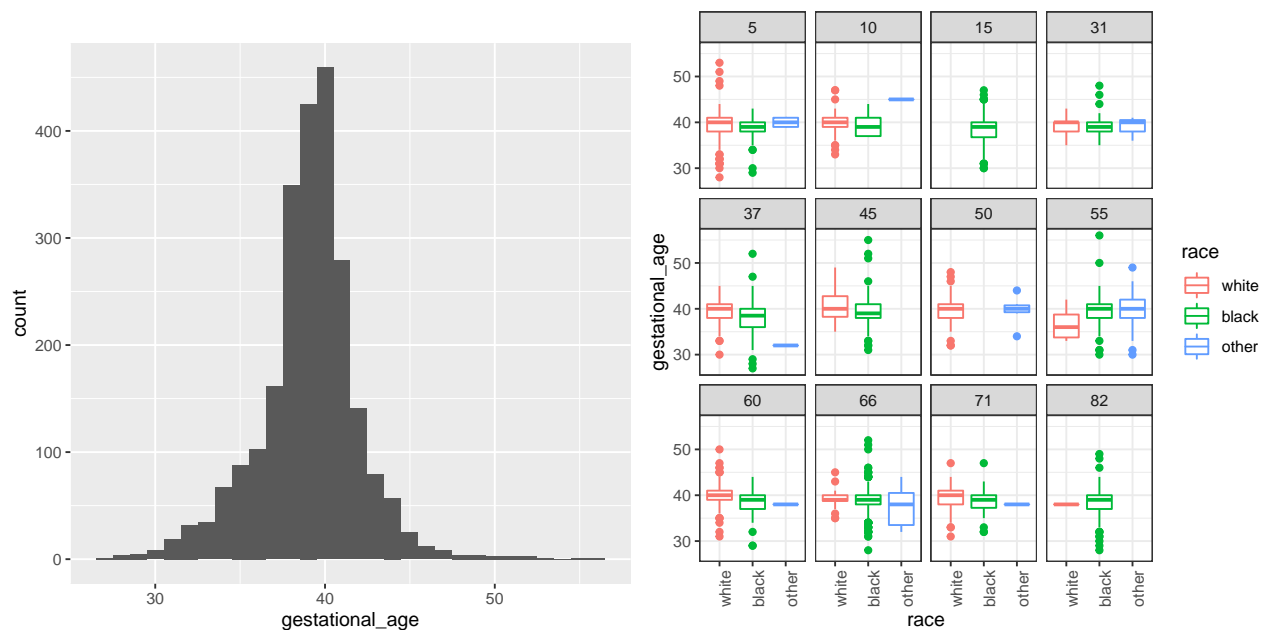 count
400
300
200
100
0
30 40 50
gestational_age
5 10 15 31
50
40
30
37 45 50 55
50
40
30
60 66 71 82
50
40
30
gestational_age
white black other white black other white black other white black other
race
race
white
black
other